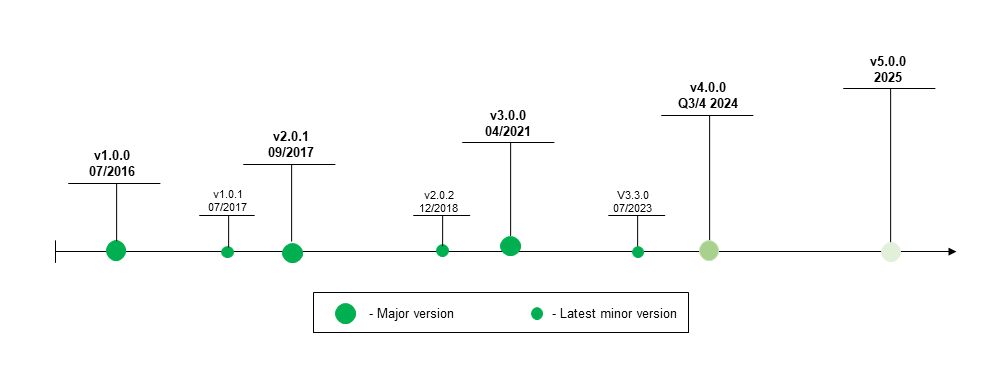 v1.0.0
07/2016
v1.0.1
07/2017
v2.0.1
09/2017
v2.0.2
12/2018
v3.0.0
04/2021
V3.3.0
07/2023
v4.0.0
Q3/4 2024
v5.0.0
2025
- Major version
- Latest minor version